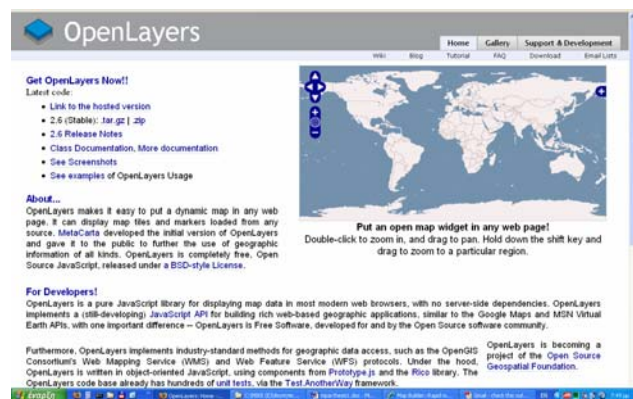 OpenLayers
Home Gallery Support & Development
Wiki Blog Tutorial FAQ Download Email Lists
Get OpenLayers Now!!
Latest code:
Link to the hosted version
2.6 (Stable): .tar.gz | .zip
2.6 Release Notes
Class Documentation, More documentation
See Screenshots
See examples of OpenLayers Usage
About...
OpenLayers makes it easy to put a dynamic map in any web
page. It can display map tiles and markers loaded from any
source. MetaCarta developed the initial version of OpenLayers
and gave it to the public to further the use of geographic
information of all kinds. OpenLayers is completely free, Open
Source JavaScript, released under a BSD-style License.
Put an open map widget in any web page!
Double-click to zoom in, and drag to pan. Hold down the shift key and
drag to zoom to a particular region.
For Developers!
OpenLayers is a pure JavaScript library for displaying map data in most modern web browsers, with no server-side dependencies. OpenLayers
implements a (still-developing) JavaScript API for building rich web-based geographic applications, similar to the Google Maps and MSN Virtual
Earth APIs, with one important difference -- OpenLayers is Free Software, developed for and by the Open Source software community.
Furthermore, OpenLayers implements industry-standard methods for geographic data access, such as the OpenGIS
Consortium's Web Mapping Service (WMS) and Web Feature Service (WFS) protocols. Under the hood,
OpenLayers is written in object-oriented JavaScript, using components from Prototype.js and the Rico library. The
OpenLayers code base already has hundreds of unit tests, via the Test.AnotherWay framework.
OpenLayers is becoming a
project of the Open Source
Geospatial Foundation.
έναρξη OpenLayers: Home